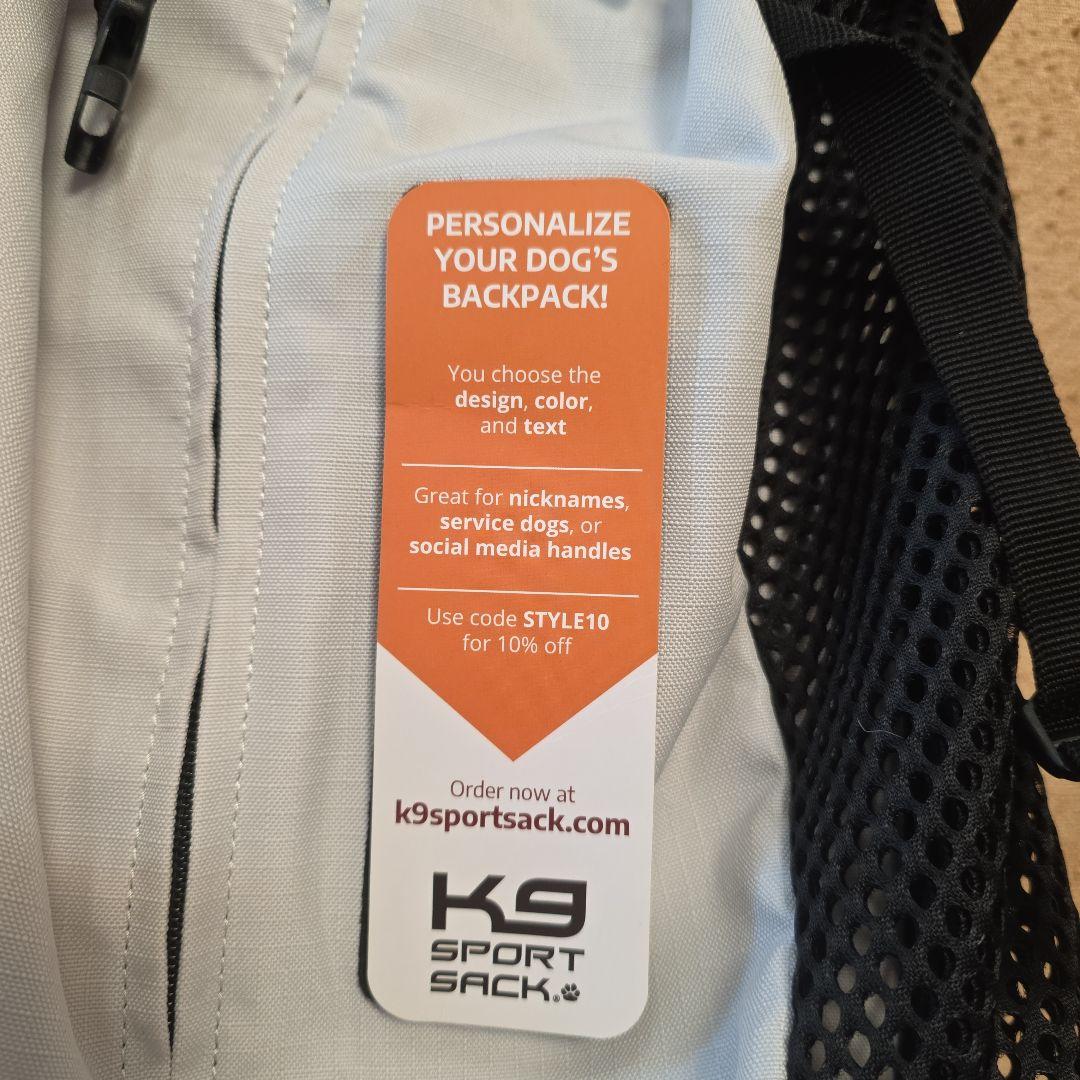 PERSONALIZE
YOUR DOG'S
BACKPACK!
You choose the
design, color,
and text
Great for nicknames,
service dogs, or
social media handles
Use code STYLE10
for 10% off
Order now at
k9sportsack.com
K9
SPORT
SACK®